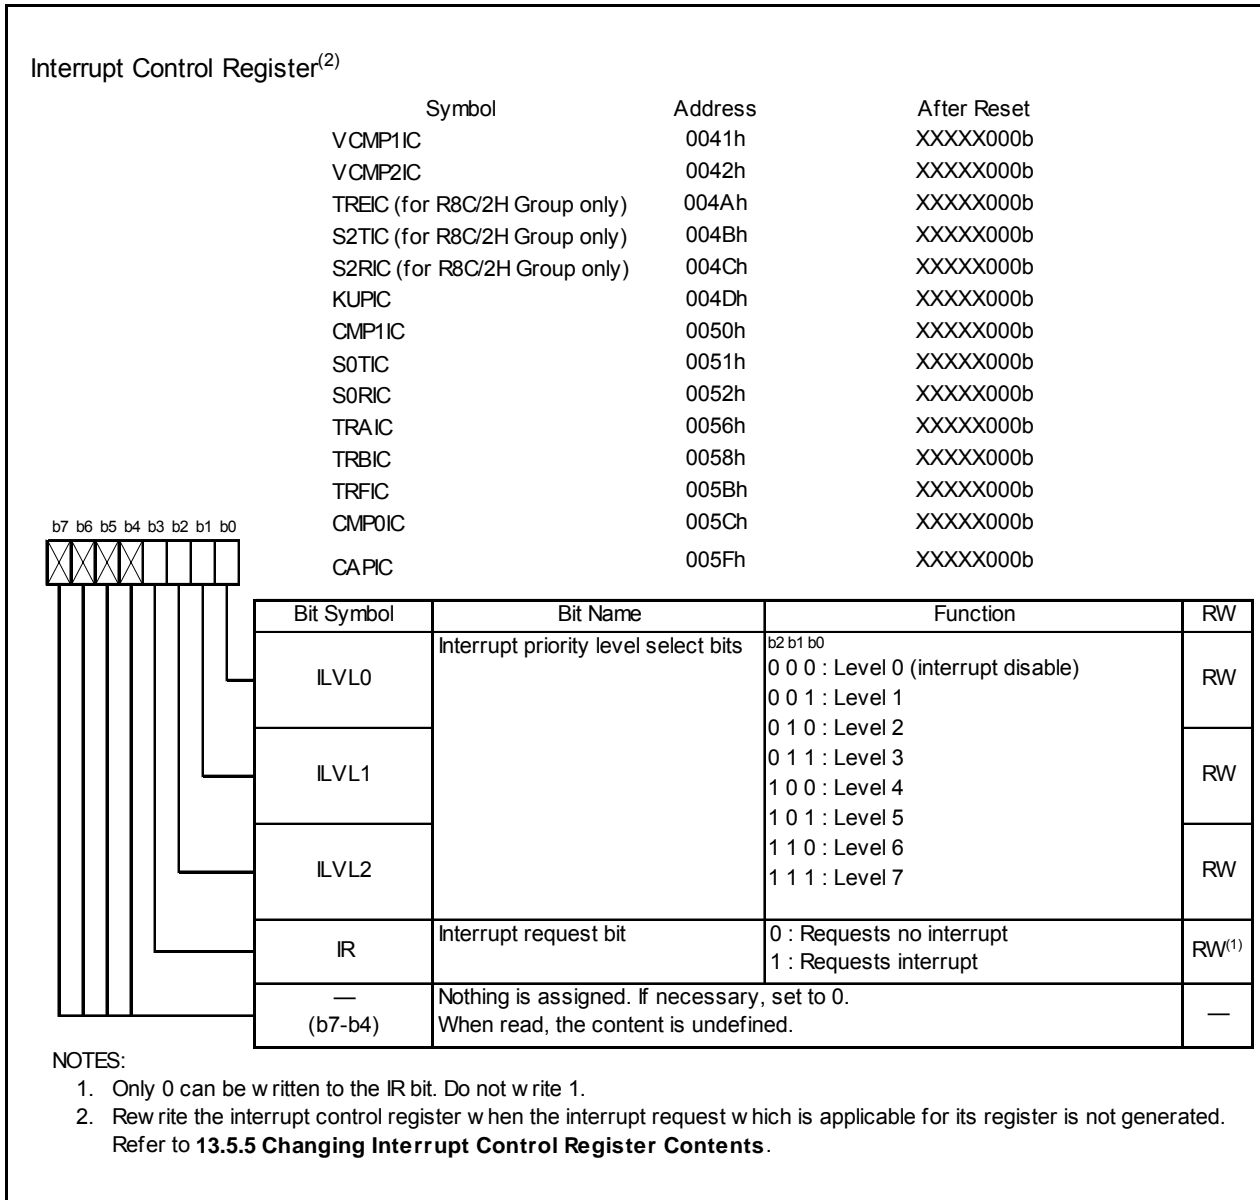 Interrupt Control Register(2)
Symbol Address After Reset
VCMP1IC 0041h XXXXX000b
VCMP2IC 0042h XXXXX000b
TREIC (for R8C/2H Group only) 004Ah XXXXX000b
S2TIC (for R8C/2H Group only) 004Bh XXXXX000b
S2RIC (for R8C/2H Group only) 004Ch XXXXX000b
KUPIC 004Dh XXXXX000b
CMP1IC 0050h XXXXX000b
S0TIC 0051h XXXXX000b
S0RIC 0052h XXXXX000b
TRAIC 0056h XXXXX000b
TRBIC 0058h XXXXX000b
TRFIC 005Bh XXXXX000b
CMP0IC 005Ch XXXXX000b
CAPIC 005Fh XXXXX000b
b7 b6 b5 b4 b3 b2 b1 b0
Bit Symbol Bit Name Function RW
ILVL0 Interrupt priority level select bits b2 b1 b0
0 0 0 : Level 0 (interrupt disable) RW
0 0 1 : Level 1
0 1 0 : Level 2
ILVL1 0 1 1 : Level 3 RW
1 0 0 : Level 4
1 0 1 : Level 5
ILVL2 1 1 0 : Level 6 RW
1 1 1 : Level 7
IR Interrupt request bit 0 : Requests no interrupt RW(1)
1 : Requests interrupt
— Nothing is assigned. If necessary, set to 0. —
(b7-b4) When read, the content is undefined.
NOTES:
1. Only 0 can be written to the IR bit. Do not write 1.
2. Rewrite the interrupt control register when the interrupt request which is applicable for its register is not generated.
Refer to 13.5.5 Changing Interrupt Control Register Contents.